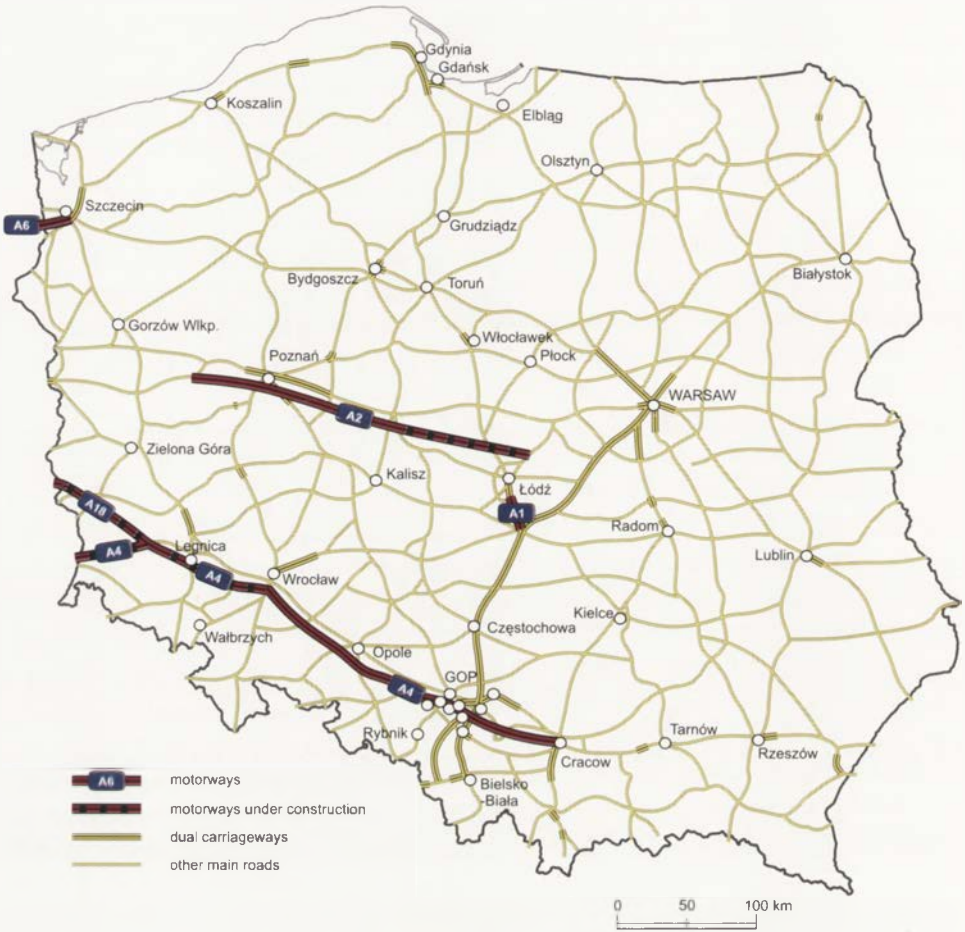 Gdynia
Gdańsk
Koszalin
Elbląg
Olsztyn
Szczecin
A6
Grudziądz
Bydgoszcz
Toruń
Białystok
Gorzów Wlkp.
Włocławek
Płock
Poznań
WARSAW
A2
Zielona Góra
Kalisz
Łódź
A18
A1
Radom
A4
Legnica
A4
Wrocław
Lublin
Kielce
Wałbrzych
Częstochowa
Opole
GOP
A4
Rybnik
Tarnów
Rzeszów
Cracow
Bielsko
-Biała
A6 motorways
motorways under construction
dual carriageways
other main roads
0 50 100 km